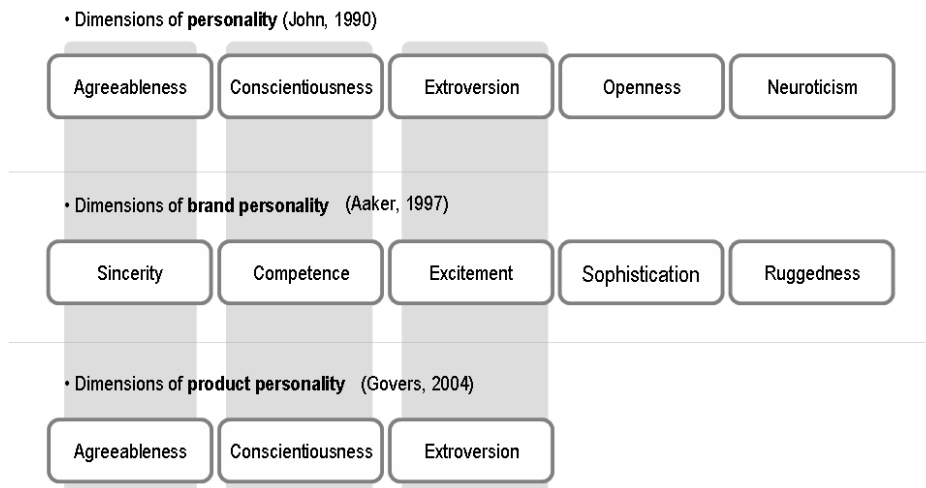 • Dimensions of personality (John, 1990)
Agreeableness Conscientiousness Extroversion Openness Neuroticism
• Dimensions of brand personality (Aaker, 1997)
Sincerity Competence Excitement Sophistication Ruggedness
• Dimensions of product personality (Govers, 2004)
Agreeableness Conscientiousness Extroversion